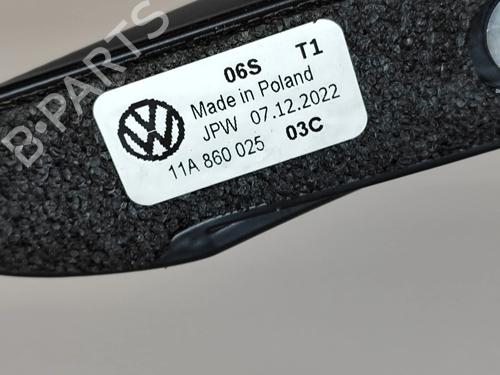 06S T1
Made in Poland
JPW 07.12.2022
11A 860 025 03C
B-PARTS